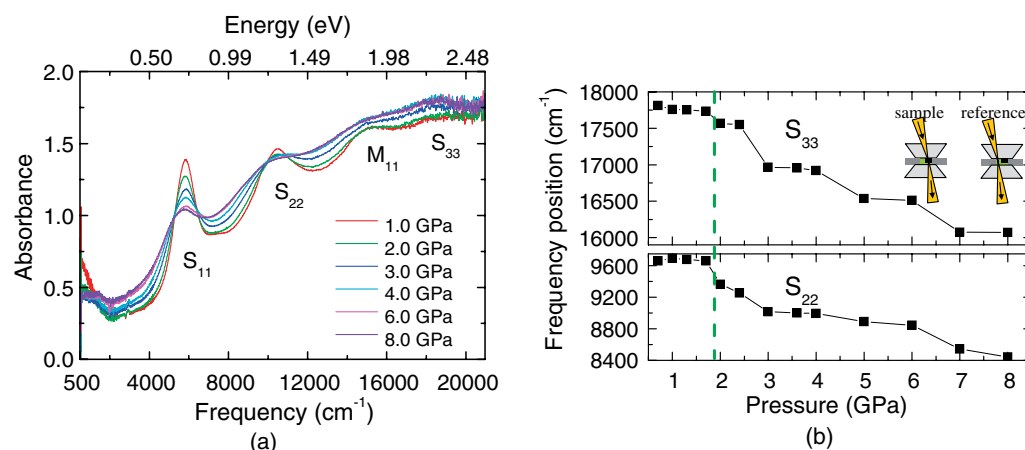 Energy (eV)
0.50 0.99 1.49 1.98 2.48
2.0
1.5
1.0
0.5
0.0
Absorbance
S11
S22
M11
S33
1.0 GPa
2.0 GPa
3.0 GPa
4.0 GPa
6.0 GPa
8.0 GPa
500 4000 8000 12000 16000 20000
Frequency (cm-1)
(a)
Frequency position (cm-1)
18000
17500
17000
16500
16000
S33
sample reference
9600
9200
8800
8400
S22
1 2 3 4 5 6 7 8
Pressure (GPa)
(b)